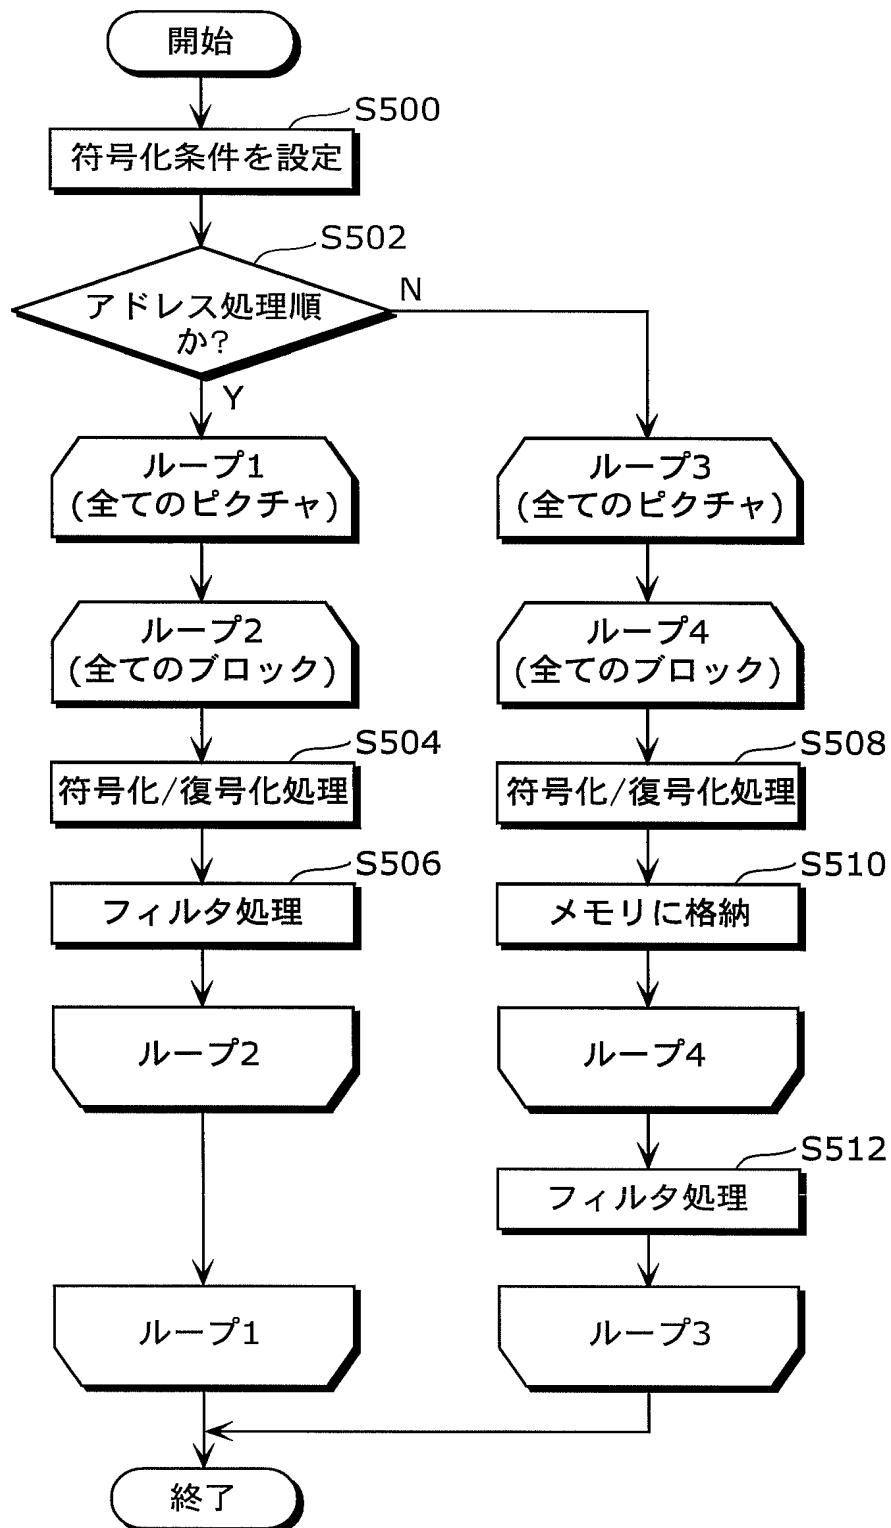 開始
S500
符号化条件を設定
S502
アドレス処理順
か?
N
Y
ループ1
(全てのピクチャ)
ループ2
(全てのブロック)
S504
符号化/復号化処理
S506
フィルタ処理
ループ2
ループ1
ループ3
(全てのピクチャ)
ループ4
(全てのブロック)
S508
符号化/復号化処理
S510
メモリに格納
ループ4
S512
フィルタ処理
ループ3
終了